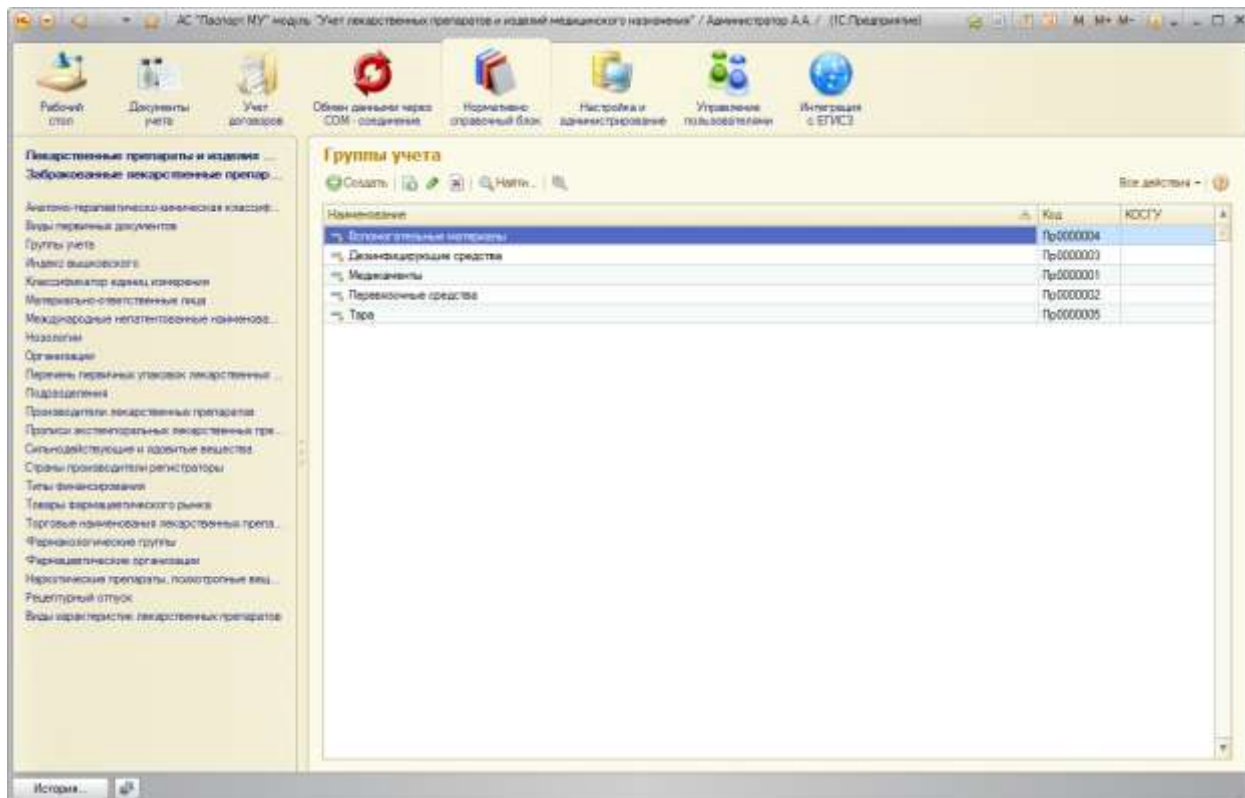 АС "Паспорт МУ" модуль "Учет лекарственных препаратов и изделий медицинского назначения" / Администратор А.А. / (1С:Предприятие)
M M+ M-
Рабочий стол
Документы учета
Учет договоров
Обмен данными через COM - соединение
Нормативно справочный блок
Настройка и администрирование
Управление пользователями
Интеграция с ЕГИСЗ
Лекарственные препараты и изделия ...
Забракованные лекарственные препар...
Анатомо-терапевтическо-химическая классиф...
Виды первичных документов
Группы учета
Индекс вышковского
Классификатор единиц измерения
Материально-ответственные лица
Международные непатентованные наименова...
Нозологии
Организации
Перечень первичных упаковок лекарственных ...
Подразделения
Производители лекарственных препаратов
Прописи экстемпоральных лекарственных пре...
Сильнодействующие и ядовитые вещества
Страны производители регистраторы
Типы финансирования
Товары фармацевтического рынка
Торговые наименования лекарственных препа...
Фармакологические группы
Фармацевтические организации
Наркотические препараты, психотропные вещ...
Рецептурный отпуск
Виды характеристик лекарственных препаратов
Группы учета
Создать Найти... Все действия
Наименование Код КОСГУ
Вспомогательные материалы Пр0000004
Дезинфицирующие средства Пр0000003
Медикаменты Пр0000001
Перевязочные средства Пр0000002
Тара Пр0000005
История...